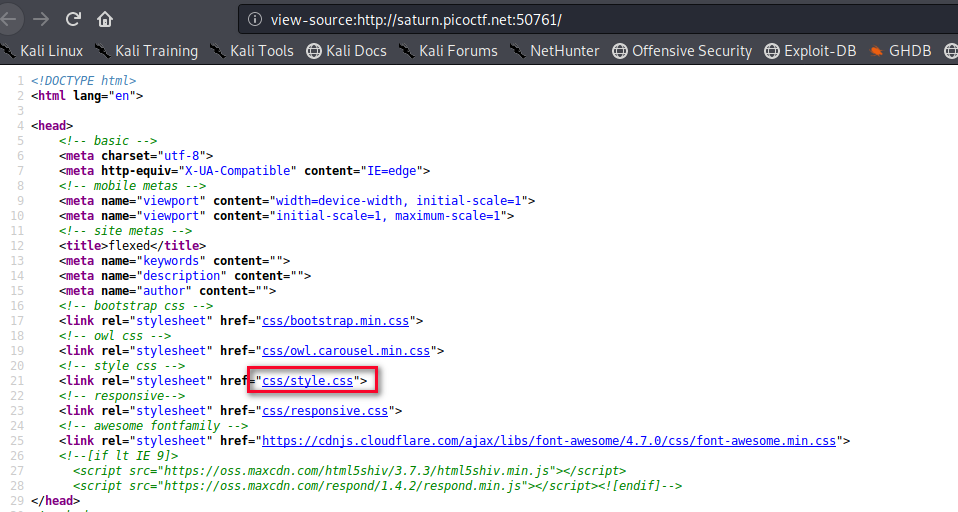 view-source:http://saturn.picoctf.net:50761/
Kali Linux Kali Training Kali Tools Kali Docs Kali Forums NetHunter Offensive Security Exploit-DB GHDB
1 <!DOCTYPE html>
2 <html lang="en">
3
4 <head>
5 <!-- basic -->
6 <meta charset="utf-8">
7 <meta http-equiv="X-UA-Compatible" content="IE=edge">
8 <!-- mobile metas -->
9 <meta name="viewport" content="width=device-width, initial-scale=1">
10 <meta name="viewport" content="initial-scale=1, maximum-scale=1">
11 <!-- site metas -->
12 <title>flexed</title>
13 <meta name="keywords" content="">
14 <meta name="description" content="">
15 <meta name="author" content="">
16 <!-- bootstrap css -->
17 <link rel="stylesheet" href="css/bootstrap.min.css">
18 <!-- owl css -->
19 <link rel="stylesheet" href="css/owl.carousel.min.css">
20 <!-- style css -->
21 <link rel="stylesheet" href="css/style.css">
22 <!-- responsive-->
23 <link rel="stylesheet" href="css/responsive.css">
24 <!-- awesome fontfamily -->
25 <link rel="stylesheet" href="https://cdnjs.cloudflare.com/ajax/libs/font-awesome/4.7.0/css/font-awesome.min.css">
26 <!--[if lt IE 9]>
27 <script src="https://oss.maxcdn.com/html5shiv/3.7.3/html5shiv.min.js"></script>
28 <script src="https://oss.maxcdn.com/respond/1.4.2/respond.min.js"></script><![endif]-->
29 </head>